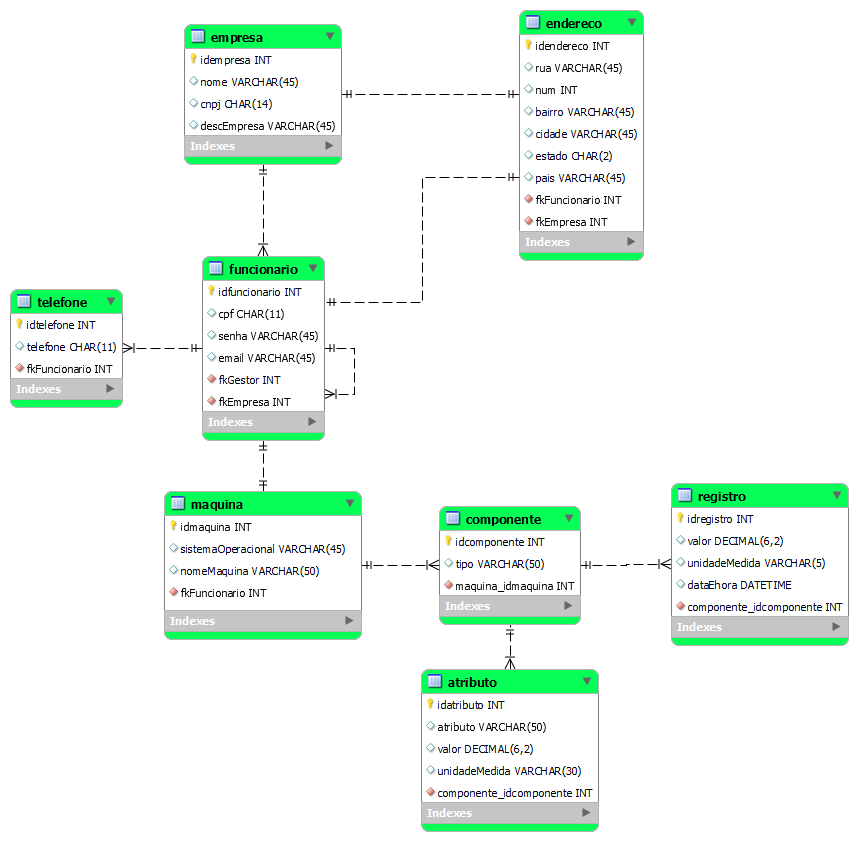 empresa
idempresa INT
nome VARCHAR(45)
cnpj CHAR(14)
descEmpresa VARCHAR(45)
Indexes
endereco
idendereco INT
rua VARCHAR(45)
num INT
bairro VARCHAR(45)
cidade VARCHAR(45)
estado CHAR(2)
pais VARCHAR(45)
fkFuncionario INT
fkEmpresa INT
Indexes
funcionario
idfuncionario INT
cpf CHAR(11)
senha VARCHAR(45)
email VARCHAR(45)
fkGestor INT
fkEmpresa INT
Indexes
telefone
idtelefone INT
telefone CHAR(11)
fkFuncionario INT
Indexes
maquina
idmaquina INT
sistemaOperacional VARCHAR(45)
nomeMaquina VARCHAR(50)
fkFuncionario INT
Indexes
componente
idcomponente INT
tipo VARCHAR(50)
maquina_idmaquina INT
Indexes
registro
idregistro INT
valor DECIMAL(6,2)
unidadeMedida VARCHAR(5)
dataEhora DATETIME
componente_idcomponente INT
Indexes
atributo
idatributo INT
atributo VARCHAR(50)
valor DECIMAL(6,2)
unidadeMedida VARCHAR(30)
componente_idcomponente INT
Indexes